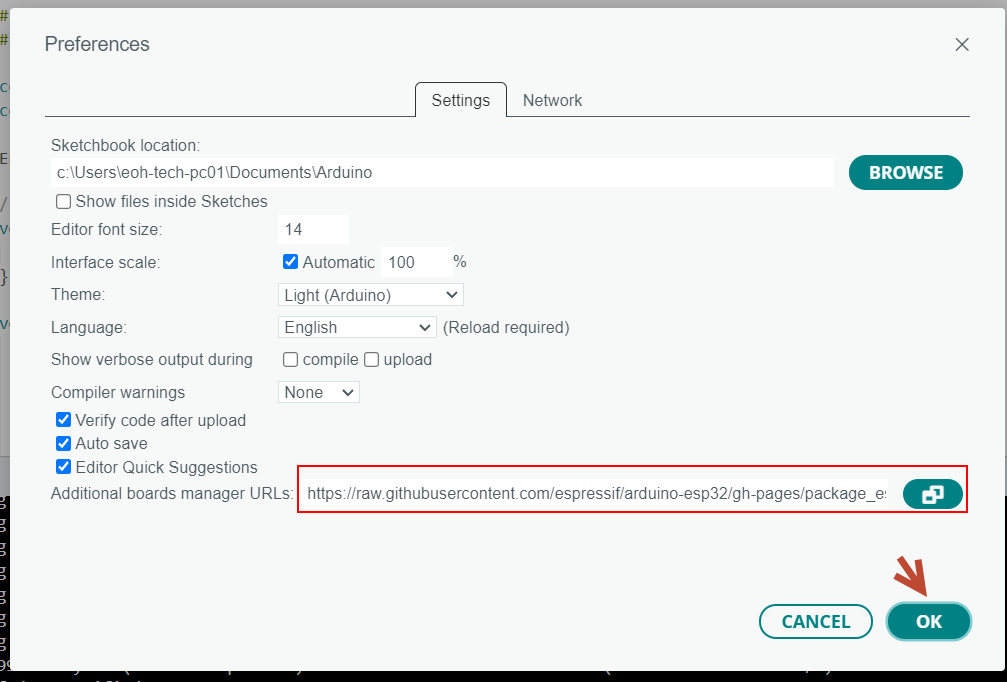 Preferences
Settings Network
Sketchbook location:
c:\Users\eoh-tech-pc01\Documents\Arduino BROWSE
Show files inside Sketches
Editor font size: 14
Interface scale: Automatic 100 %
Theme: Light (Arduino)
Language: English (Reload required)
Show verbose output during compile upload
Compiler warnings None
Verify code after upload
Auto save
Editor Quick Suggestions
Additional boards manager URLs: https://raw.githubusercontent.com/espressif/arduino-esp32/gh-pages/package_es
CANCEL OK